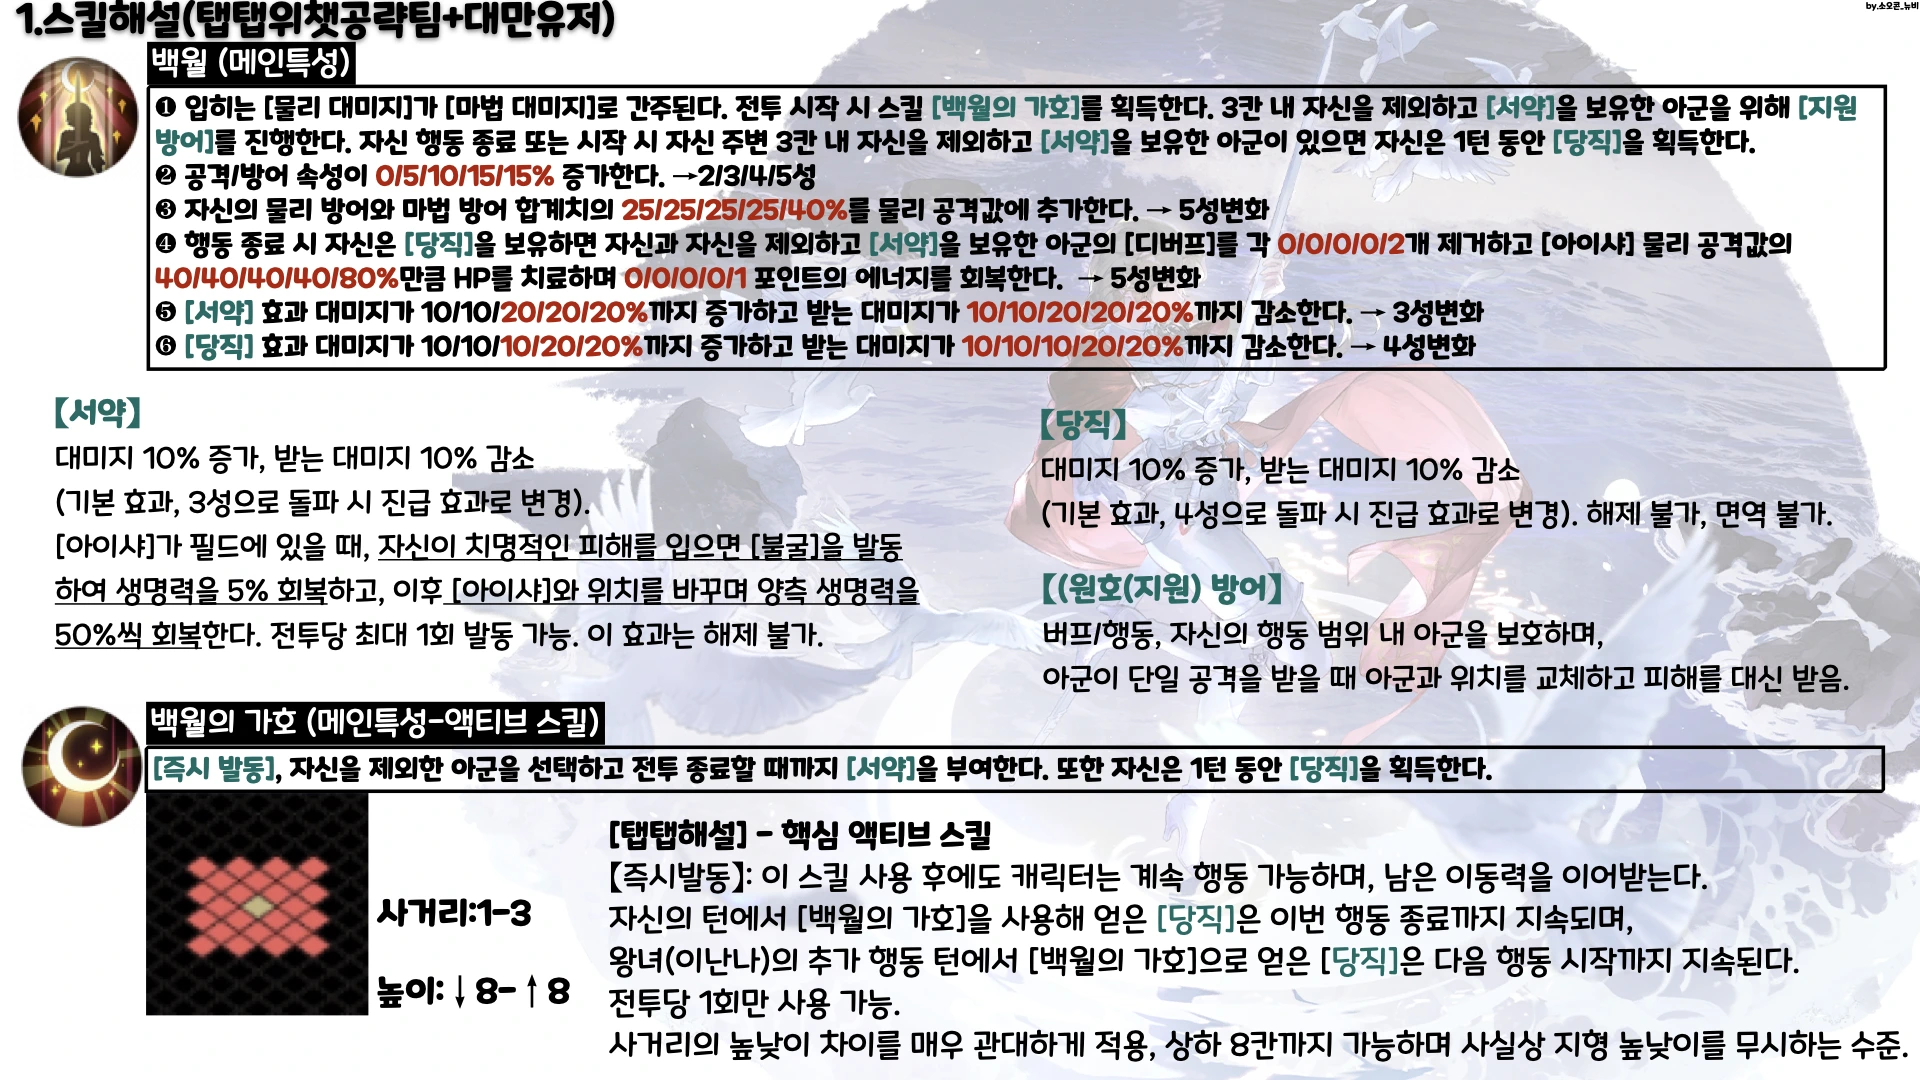 1.스킬해설(탭탭위챗공략팀+대만유저)
by.소오콘_뉴비
백월 (메인특성)
❶ 입히는 [물리 대미지]가 [마법 대미지]로 간주된다. 전투 시작 시 스킬 [백월의 가호]를 획득한다. 3칸 내 자신을 제외하고 [서약]을 보유한 아군을 위해 [지원
방어]를 진행한다. 자신 행동 종료 또는 시작 시 자신 주변 3칸 내 자신을 제외하고 [서약]을 보유한 아군이 있으면 자신은 1턴 동안 [당직]을 획득한다.
❷ 공격/방어 속성이 0/5/10/15/15% 증가한다. →2/3/4/5성
❸ 자신의 물리 방어와 마법 방어 합계치의 25/25/25/25/40%를 물리 공격값에 추가한다. → 5성변화
❹ 행동 종료 시 자신은 [당직]을 보유하면 자신과 자신을 제외하고 [서약]을 보유한 아군의 [디버프]를 각 0/0/0/0/2개 제거하고 [아이샤] 물리 공격값의
40/40/40/40/80%만큼 HP를 치료하며 0/0/0/0/1 포인트의 에너지를 회복한다. → 5성변화
❺ [서약] 효과 대미지가 10/10/20/20/20%까지 증가하고 받는 대미지가 10/10/20/20/20%까지 감소한다. → 3성변화
❻ [당직] 효과 대미지가 10/10/10/20/20%까지 증가하고 받는 대미지가 10/10/10/20/20%까지 감소한다. → 4성변화
【서약】
대미지 10% 증가, 받는 대미지 10% 감소
(기본 효과, 3성으로 돌파 시 진급 효과로 변경).
[아이샤]가 필드에 있을 때, 자신이 치명적인 피해를 입으면 [불굴]을 발동
하여 생명력을 5% 회복하고, 이후 [아이샤]와 위치를 바꾸며 양측 생명력을
50%씩 회복한다. 전투당 최대 1회 발동 가능. 이 효과는 해제 불가.
【당직】
대미지 10% 증가, 받는 대미지 10% 감소
(기본 효과, 4성으로 돌파 시 진급 효과로 변경). 해제 불가, 면역 불가.
【(원호(지원) 방어】
버프/행동, 자신의 행동 범위 내 아군을 보호하며,
아군이 단일 공격을 받을 때 아군과 위치를 교체하고 피해를 대신 받음.
백월의 가호 (메인특성-액티브 스킬)
[즉시 발동], 자신을 제외한 아군을 선택하고 전투 종료할 때까지 [서약]을 부여한다. 또한 자신은 1턴 동안 [당직]을 획득한다.
사거리:1-3
높이:↓8-↑8
[탭탭해설] - 핵심 액티브 스킬
【즉시발동】: 이 스킬 사용 후에도 캐릭터는 계속 행동 가능하며, 남은 이동력을 이어받는다.
자신의 턴에서 [백월의 가호]을 사용해 얻은 [당직]은 이번 행동 종료까지 지속되며,
왕녀(이난나)의 추가 행동 턴에서 [백월의 가호]으로 얻은 [당직]은 다음 행동 시작까지 지속된다.
전투당 1회만 사용 가능.
사거리의 높낮이 차이를 매우 관대하게 적용, 상하 8칸까지 가능하며 사실상 지형 높낮이를 무시하는 수준.